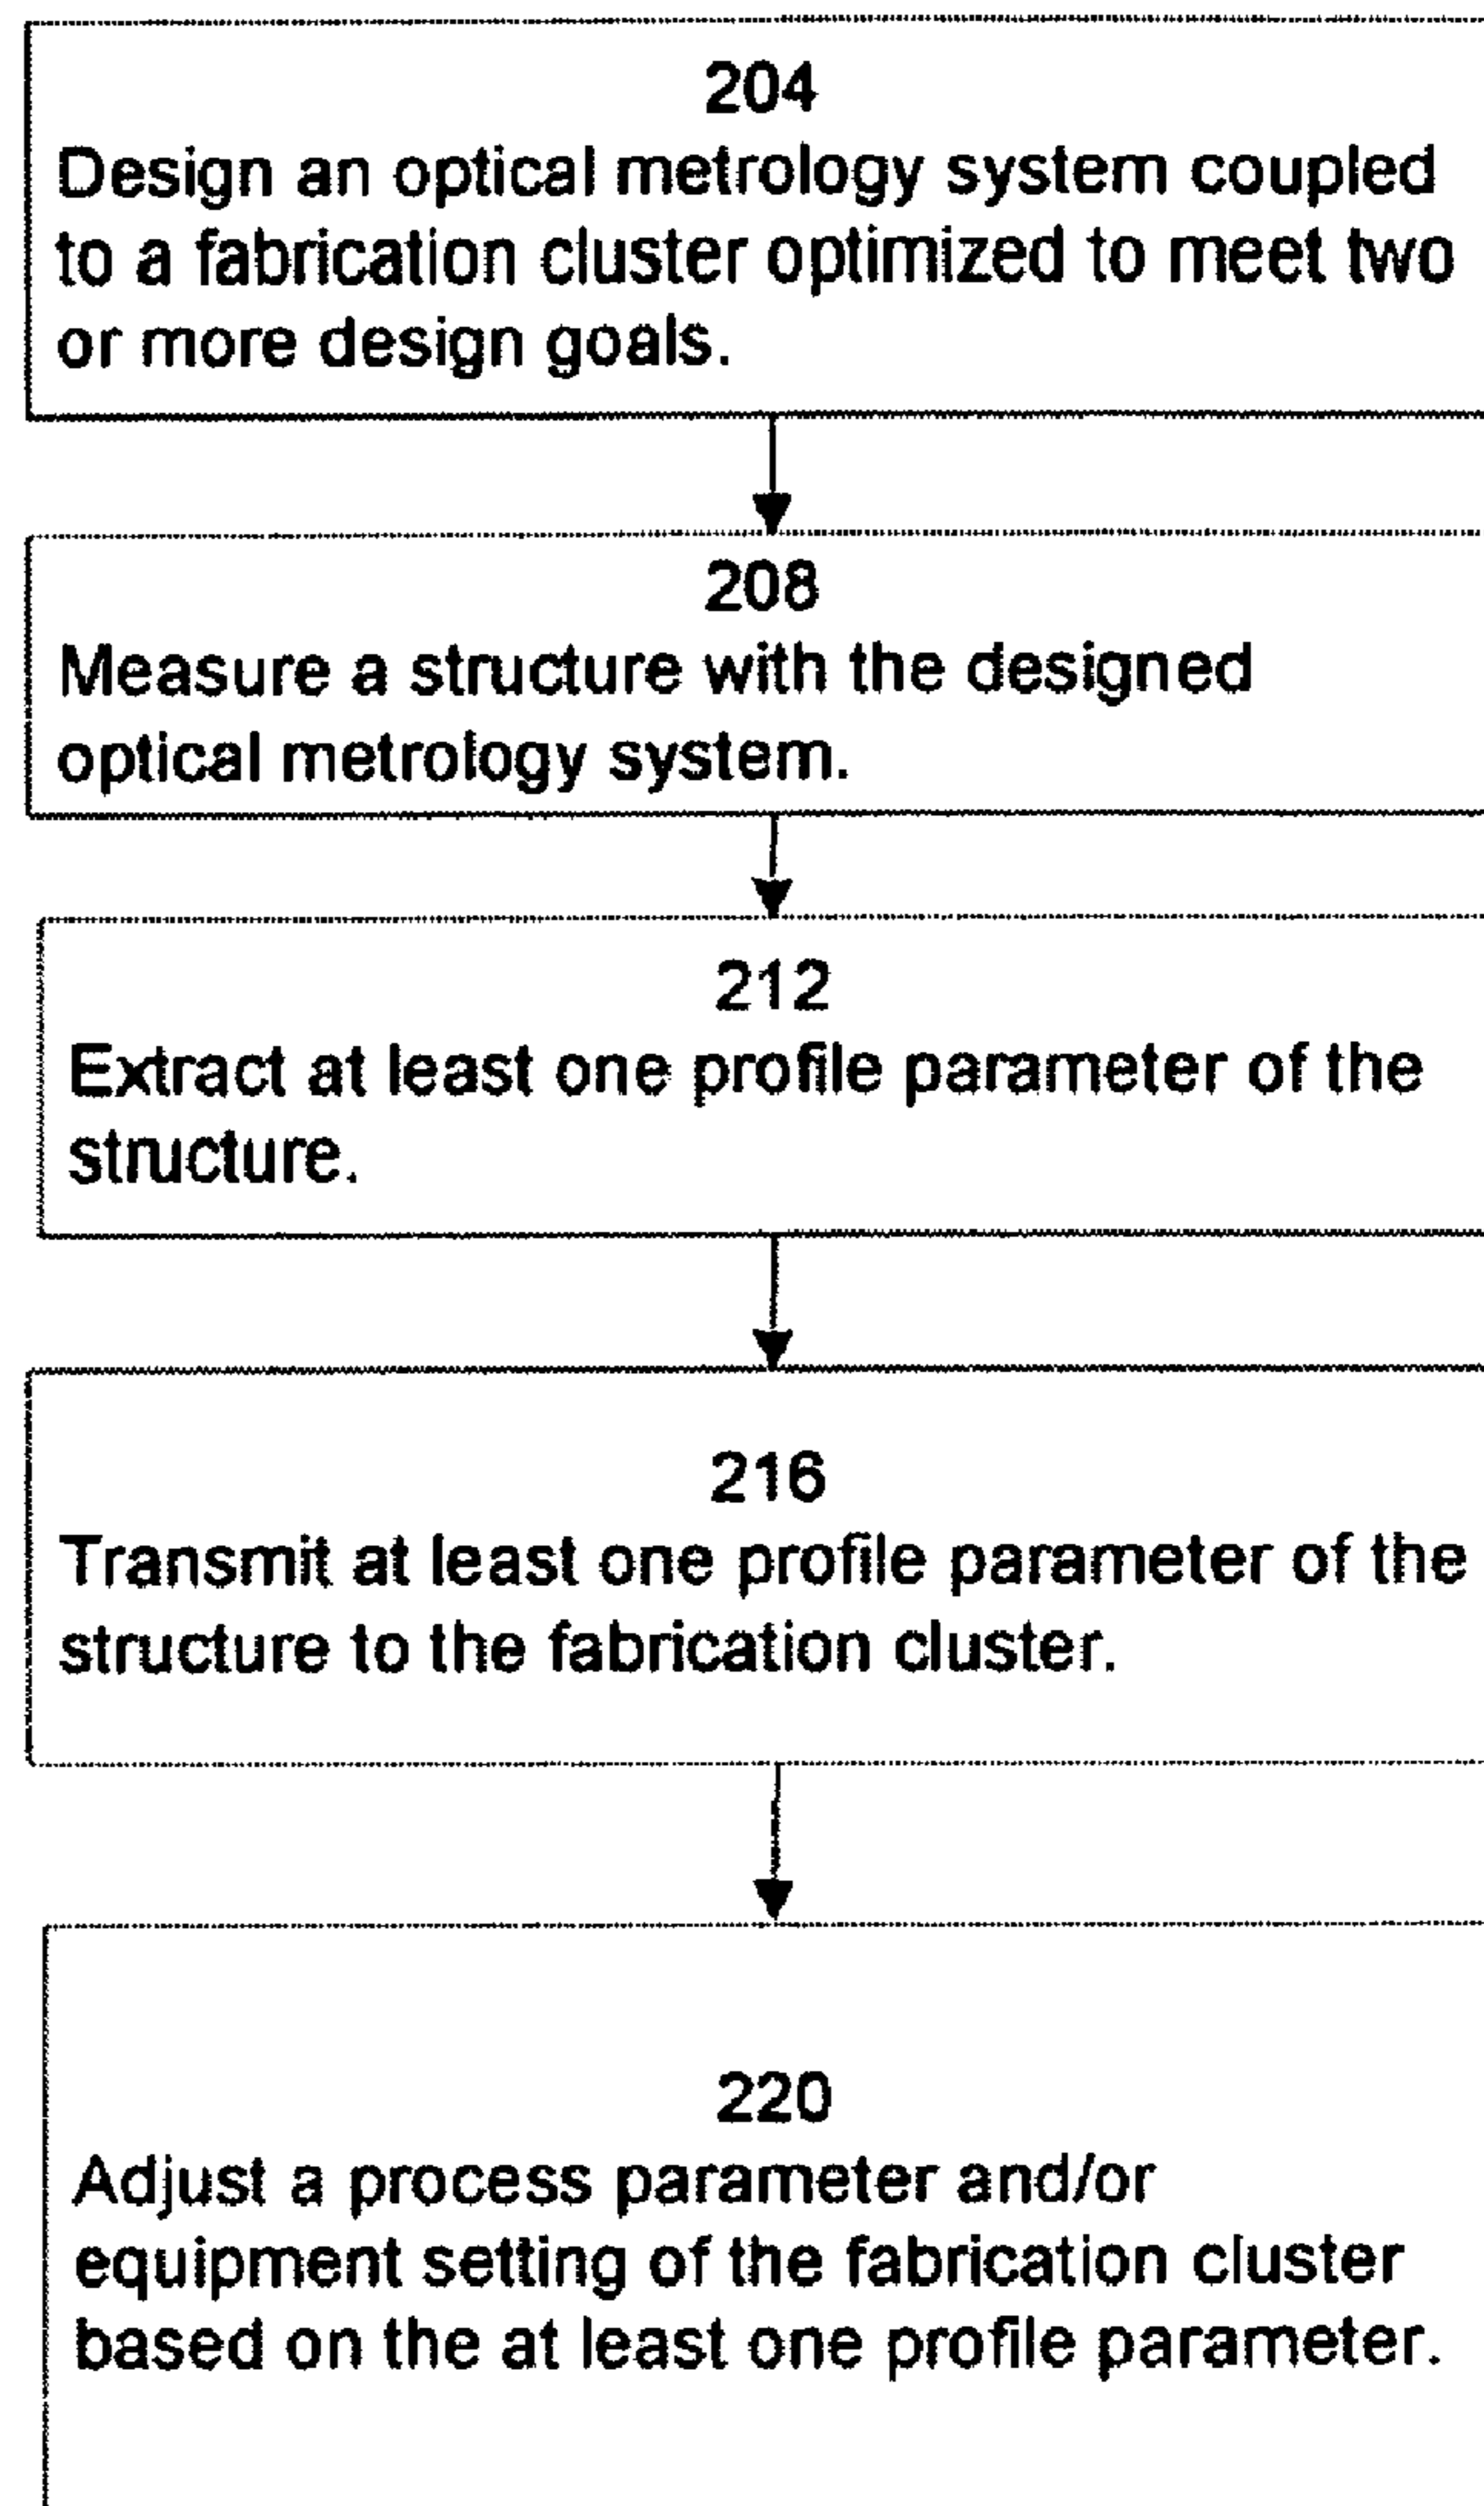 204
Design an optical metrology system coupled
to a fabrication cluster optimized to meet two
or more design goals.
208
Measure a structure with the designed
optical metrology system.
212
Extract at least one profile parameter of the
structure.
216
Transmit at least one profile parameter of the
structure to the fabrication cluster.
220
Adjust a process parameter and/or
equipment setting of the fabrication cluster
based on the at least one profile parameter.